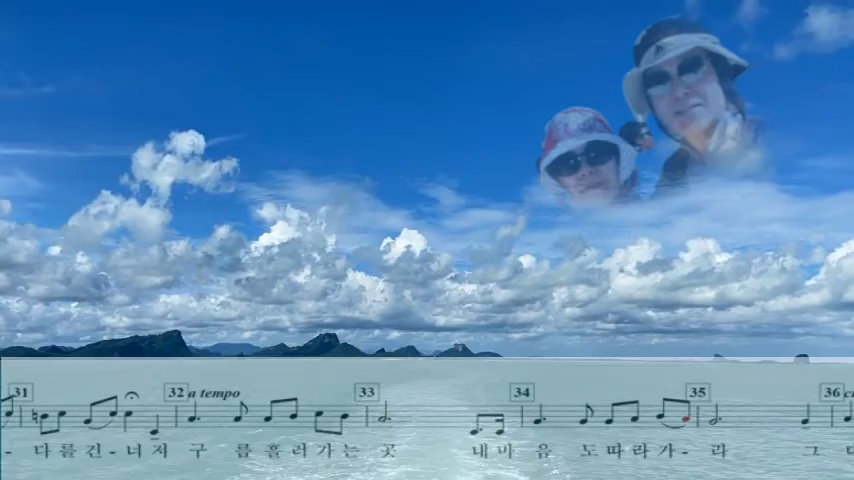 31 32 a tempo 33 34 35 36
- 다를긴-너저 구 름흘러가는 곳 내마 음 도따라가-라 그